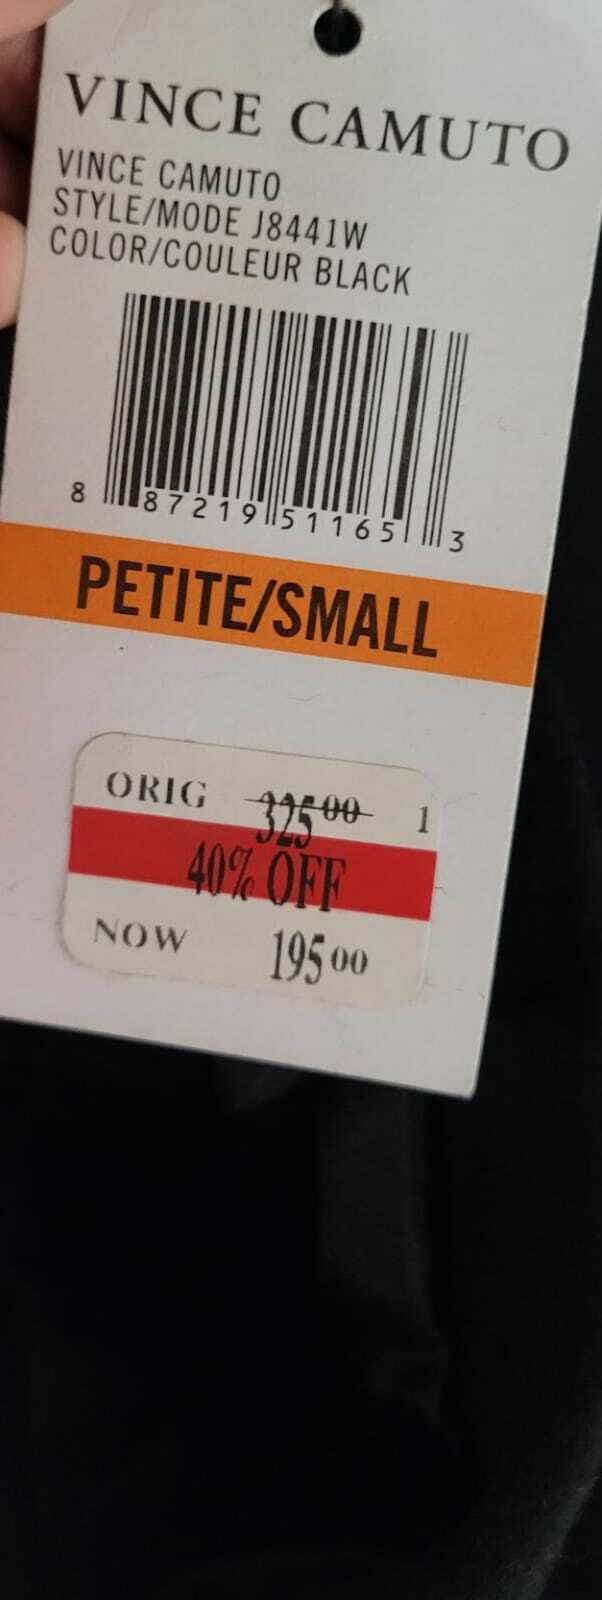 VINCE CAMUTO
VINCE CAMUTO
STYLE/MODE J8441W
COLOR/COULEUR BLACK
8 87219 51165 3
PETITE/SMALL
ORIG 325 00 1
40% OFF
NOW 195 00